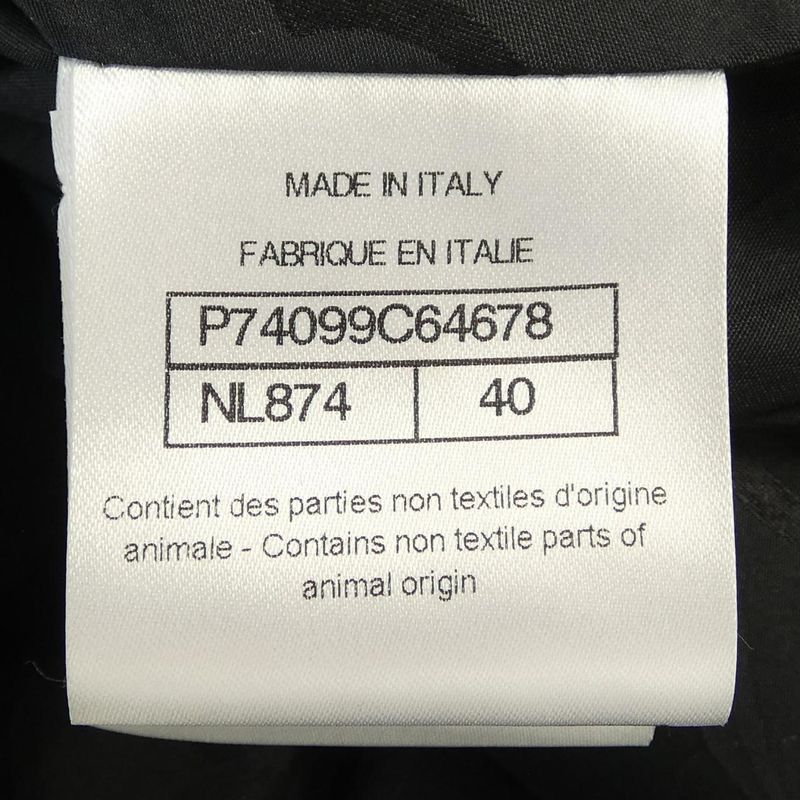 MADE IN ITALY
FABRIQUE EN ITALIE
P74099C64678
NL874 40
Contient des parties non textiles d'origine
animale - Contains non textile parts of
animal origin